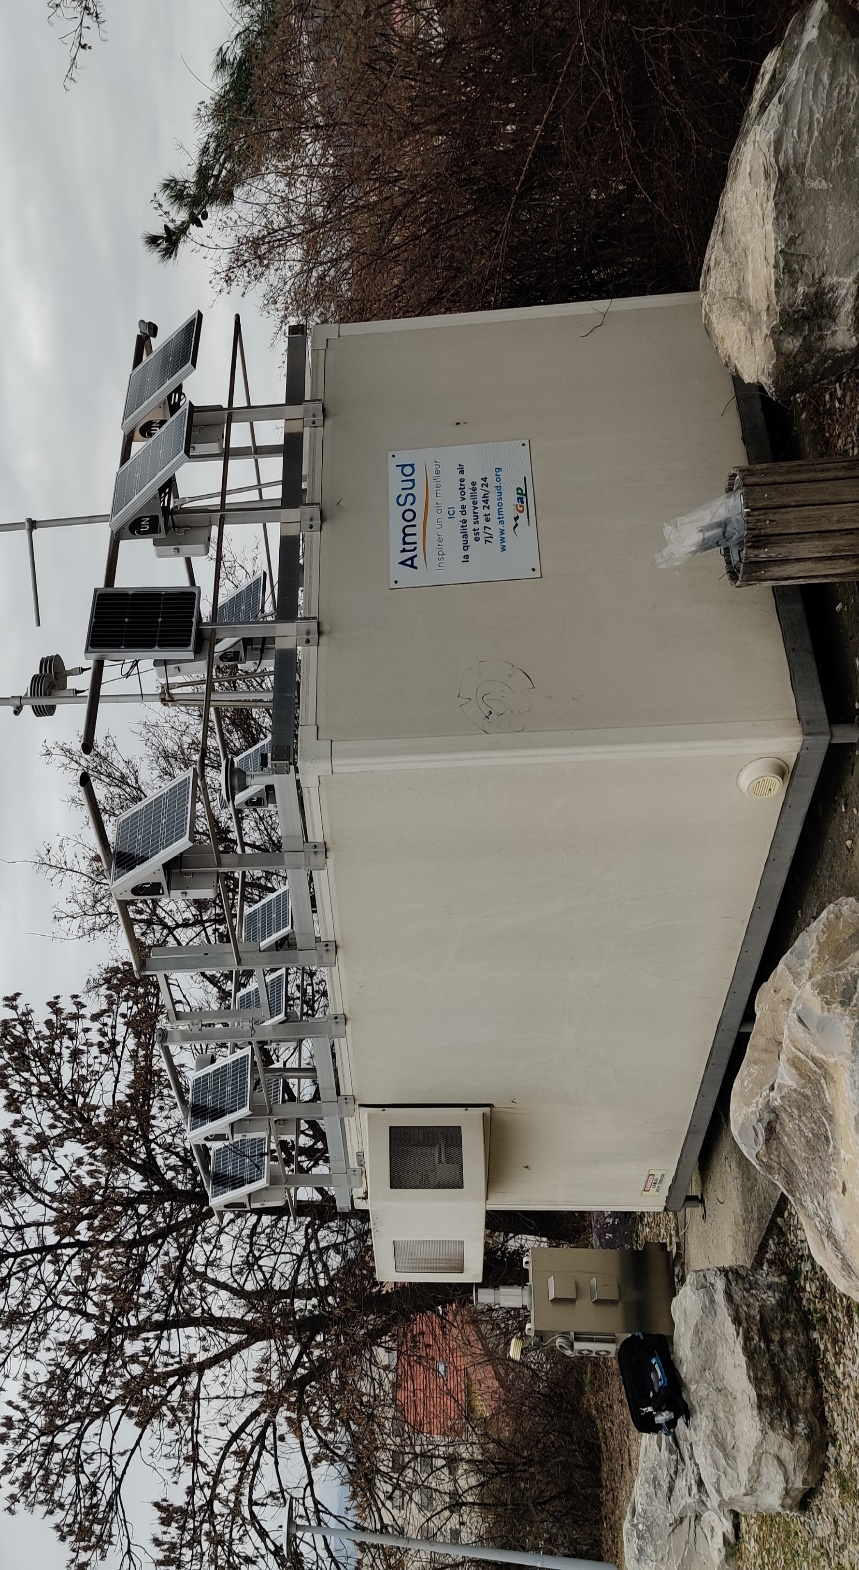 AtmoSud
Inspirer un air meilleur
ICI
la qualité de votre air
est surveillée
7j/7 et 24h/24
www.atmosud.org
Gap